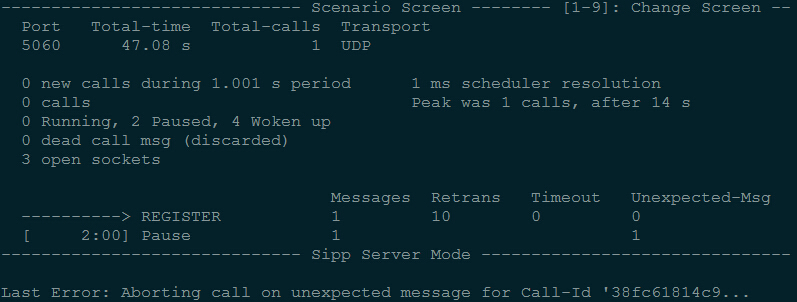 ------------------------------ Scenario Screen -------- [1-9]: Change Screen --
Port Total-time Total-calls Transport
5060 47.08 s 1 UDP
0 new calls during 1.001 s period 1 ms scheduler resolution
0 calls Peak was 1 calls, after 14 s
0 Running, 2 Paused, 4 Woken up
0 dead call msg (discarded)
3 open sockets
Messages Retrans Timeout Unexpected-Msg
----------> REGISTER 1 10 0 0
[ 2:00] Pause 1 1
------------------------------ Sipp Server Mode -------------------------------
Last Error: Aborting call on unexpected message for Call-Id '38fc61814c9...